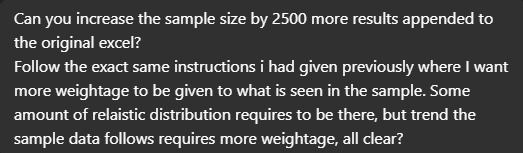 Can you increase the sample size by 2500 more results appended to
the original excel?
Follow the exact same instructions i had given previously where I want
more weightage to be given to what is seen in the sample. Some
amount of relaistic distribution requires to be there, but trend the
sample data follows requires more weightage, all clear?